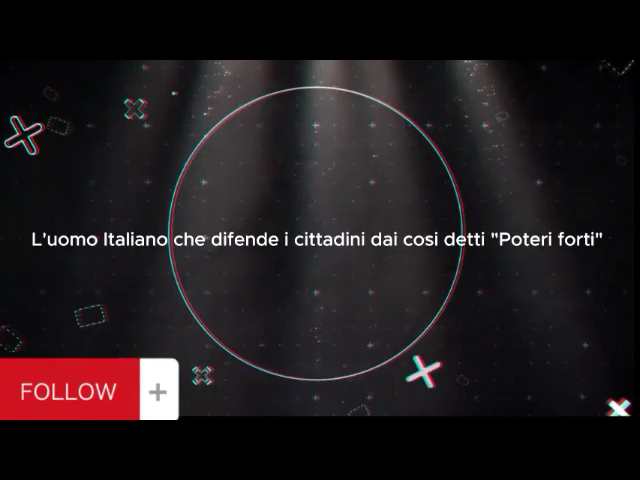 L'uomo Italiano che difende i cittadini dai cosi detti "Poteri forti"
FOLLOW +